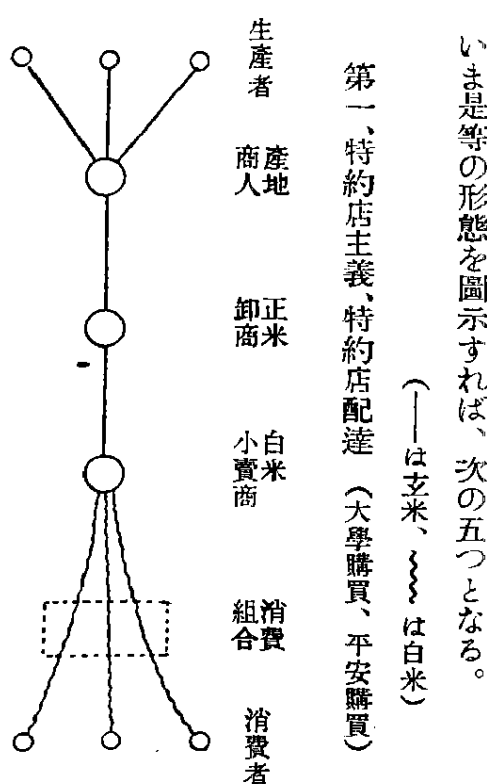 いま是等の形態を圖示すれば、次の五つとなる。
（――は玄米、〰〰は白米）
第一、特約店主義、特約店配達（大學購買、平安購買）
生產者
產地
商人
正米
卸商
白米
小賣商
消費
組合
消費者